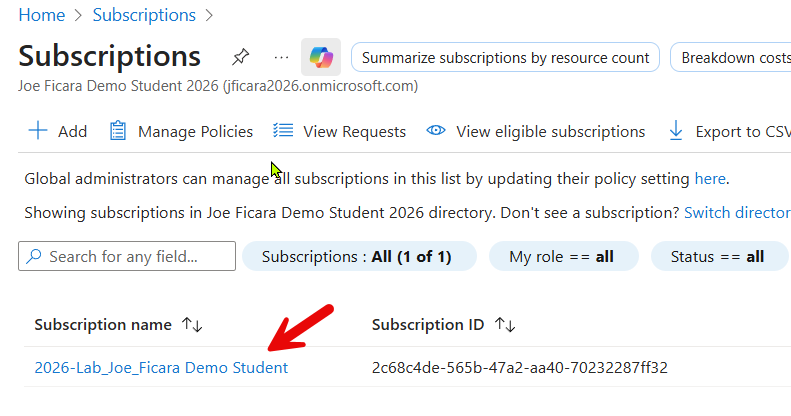 Home > Subscriptions >
Subscriptions ... Summarize subscriptions by resource count Breakdown costs
Joe Ficara Demo Student 2026 (jficara2026.onmicrosoft.com)
+ Add Manage Policies View Requests View eligible subscriptions Export to CSV
Global administrators can manage all subscriptions in this list by updating their policy setting here.
Showing subscriptions in Joe Ficara Demo Student 2026 directory. Don't see a subscription? Switch director
Search for any field... Subscriptions : All (1 of 1) My role == all Status == all
Subscription name ↑↓ Subscription ID ↑↓
2026-Lab_Joe_Ficara Demo Student 2c68c4de-565b-47a2-aa40-70232287ff32